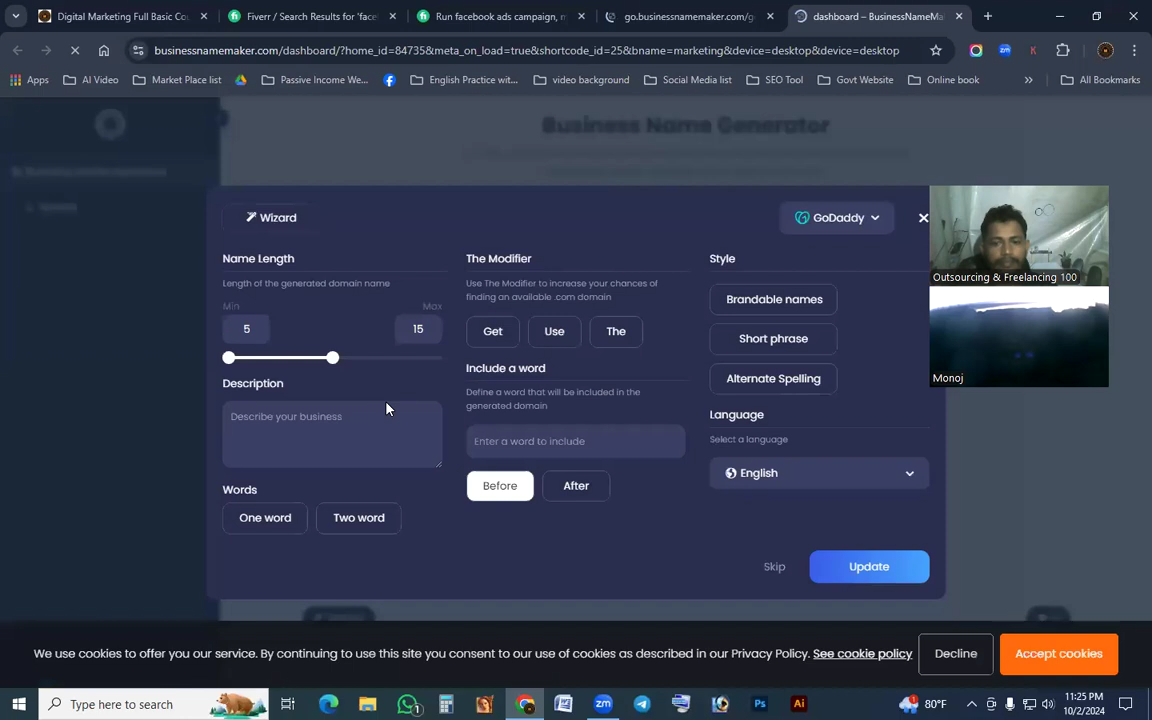 Digital Marketing Full Basic Cou
Fiverr / Search Results for 'face
Run facebook ads campaign, m
go.businessnamemaker.com/g
dashboard – BusinessNameMa
businessnamemaker.com/dashboard/?home_id=84735&meta_on_load=true&shortcode_id=25&bname=marketing&device=desktop&device=desktop
Apps
AI Video
Market Place list
Passive Income We...
English Practice wit...
video background
Social Media list
SEO Tool
Govt Website
Online book
All Bookmarks
Business Name Generator
Wizard
GoDaddy
Name Length
Length of the generated domain name
Min
Max
5
15
Description
Describe your business
Words
One word
Two word
The Modifier
Use The Modifier to increase your chances of
finding an available .com domain
Get
Use
The
Include a word
Define a word that will be included in the
generated domain
Enter a word to include
Before
After
Style
Brandable names
Short phrase
Alternate Spelling
Language
Select a language
English
Skip
Update
Outsourcing & Freelancing 100
Monoj
We use cookies to offer you our service. By continuing to use this site you consent to our use of cookies as described in our Privacy Policy. See cookie policy
Decline
Accept cookies
Type here to search
1
80°F
11:25 PM
10/2/2024